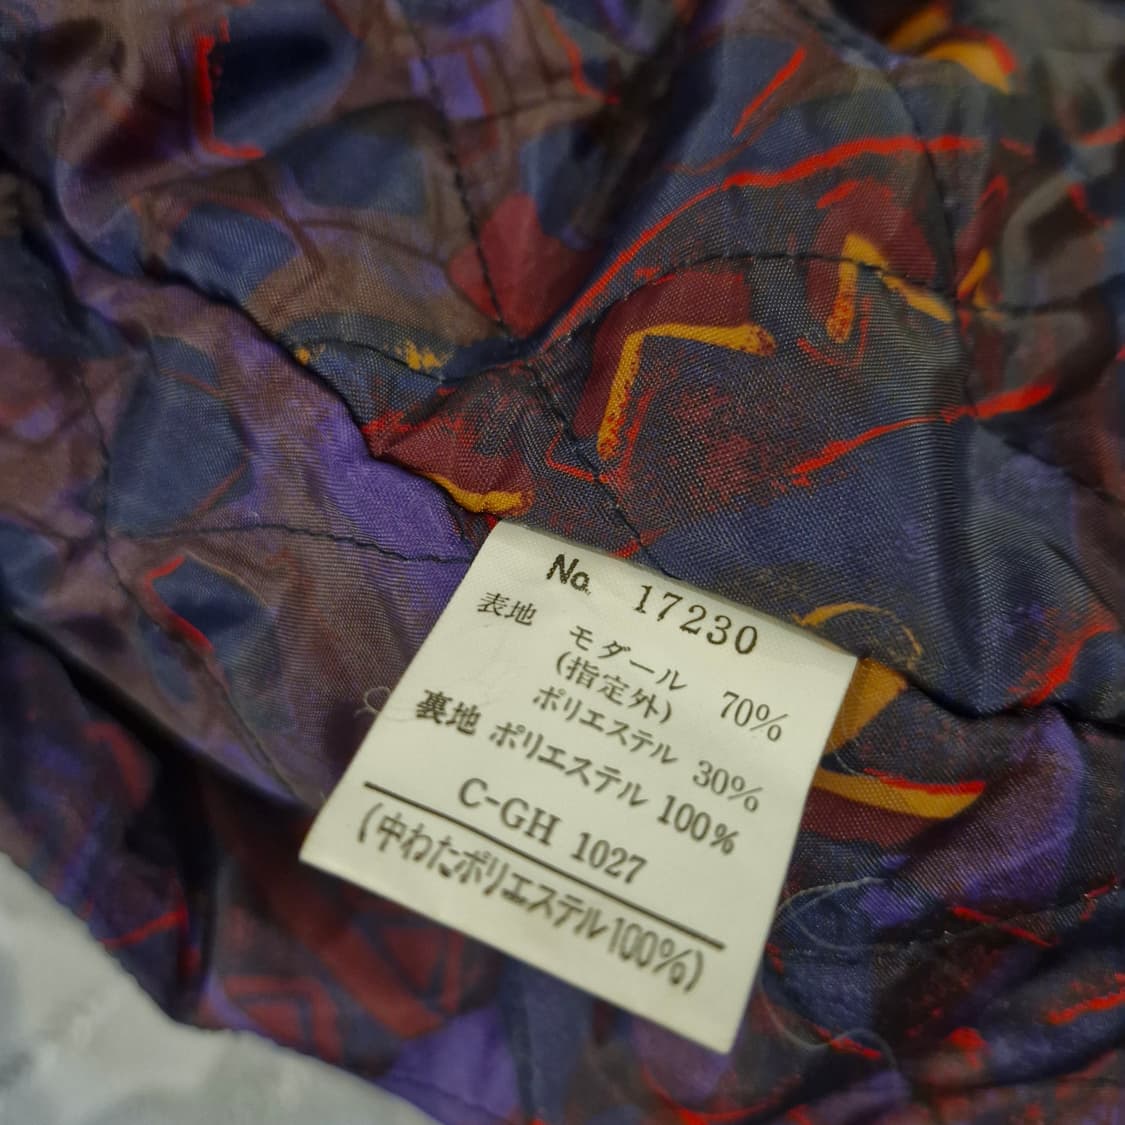 No. 17230
表地 モダール 70%
(指定外)
ポリエステル 30%
裏地 ポリエステル 100%
C-GH 1027
(中わたポリエステル100%)